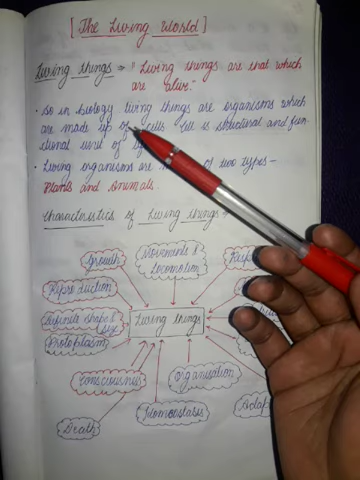 [ The Living World ]
Living things ⇒ "Living things are that which
are alive."
• So in biology living things are organisms which
are made up of cells. Cell is structural and fun-
tional unit of
• Living organisms are of two types -
Plants and Animals.
Characteristics of Living things ⇒
Growth
Movements &
Locomotion
Reproduction
Definite shape &
size
Protoplasm
Living things
Consciousness
Organisation
Homeostasis
Death